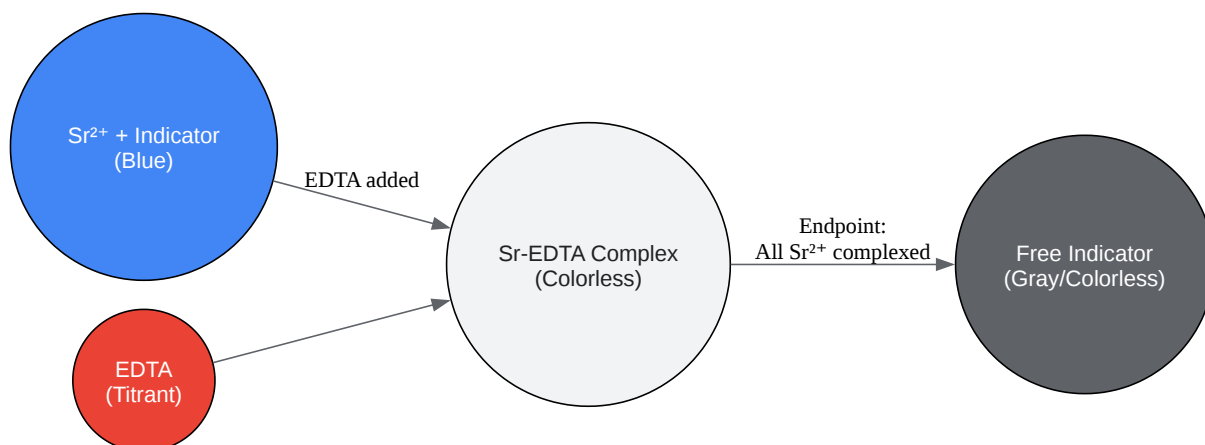 Sr²⁺ + Indicator
(Blue)
EDTA added
EDTA
(Titrant)
Sr-EDTA Complex
(Colorless)
Endpoint:
All Sr²⁺ complexed
Free Indicator
(Gray/Colorless)